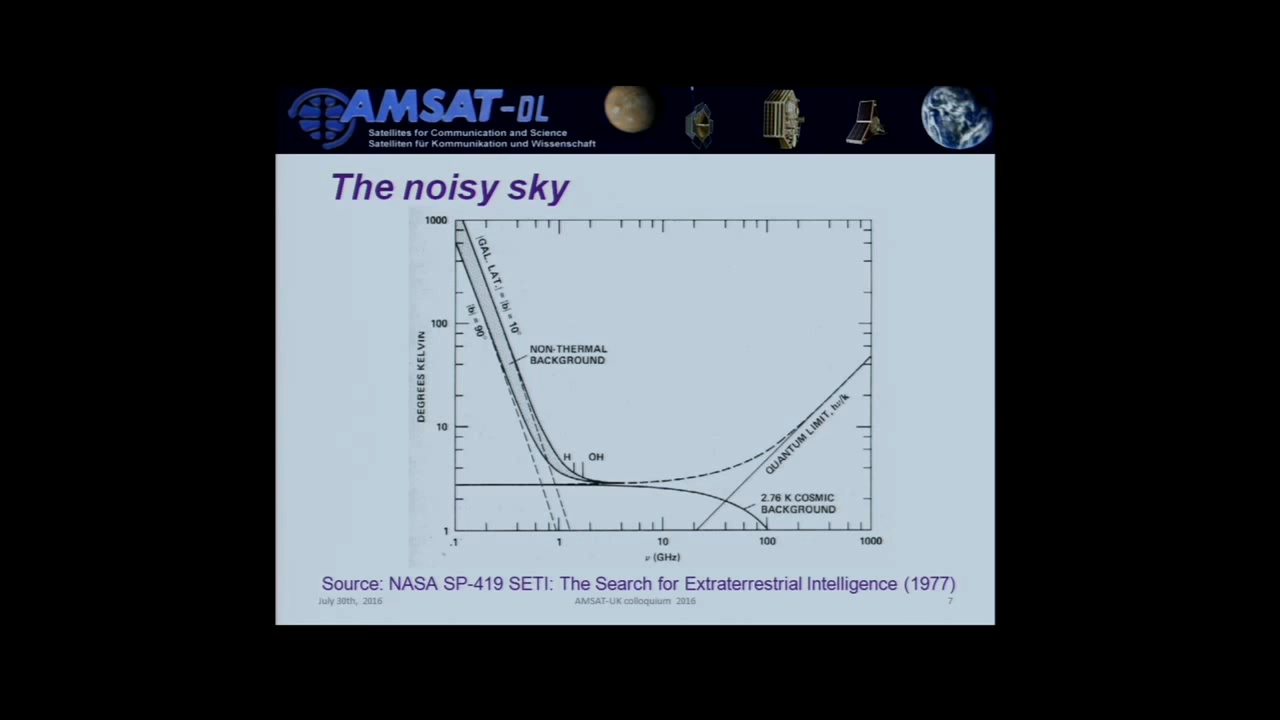 AMSAT-DL
Satellites for Communication and Science
Satelliten für Kommunikation und Wissenschaft
The noisy sky
1000
100
10
1
DEGREES KELVIN
|GAL. LAT.| = |b| = 10°
|b| = 90°
NON-THERMAL
BACKGROUND
H
OH
QUANTUM LIMIT, hν/k
2.76 K COSMIC
BACKGROUND
.1
1
10
100
1000
ν (GHz)
Source: NASA SP-419 SETI: The Search for Extraterrestrial Intelligence (1977)
July 30th, 2016
AMSAT-UK colloquium 2016
7